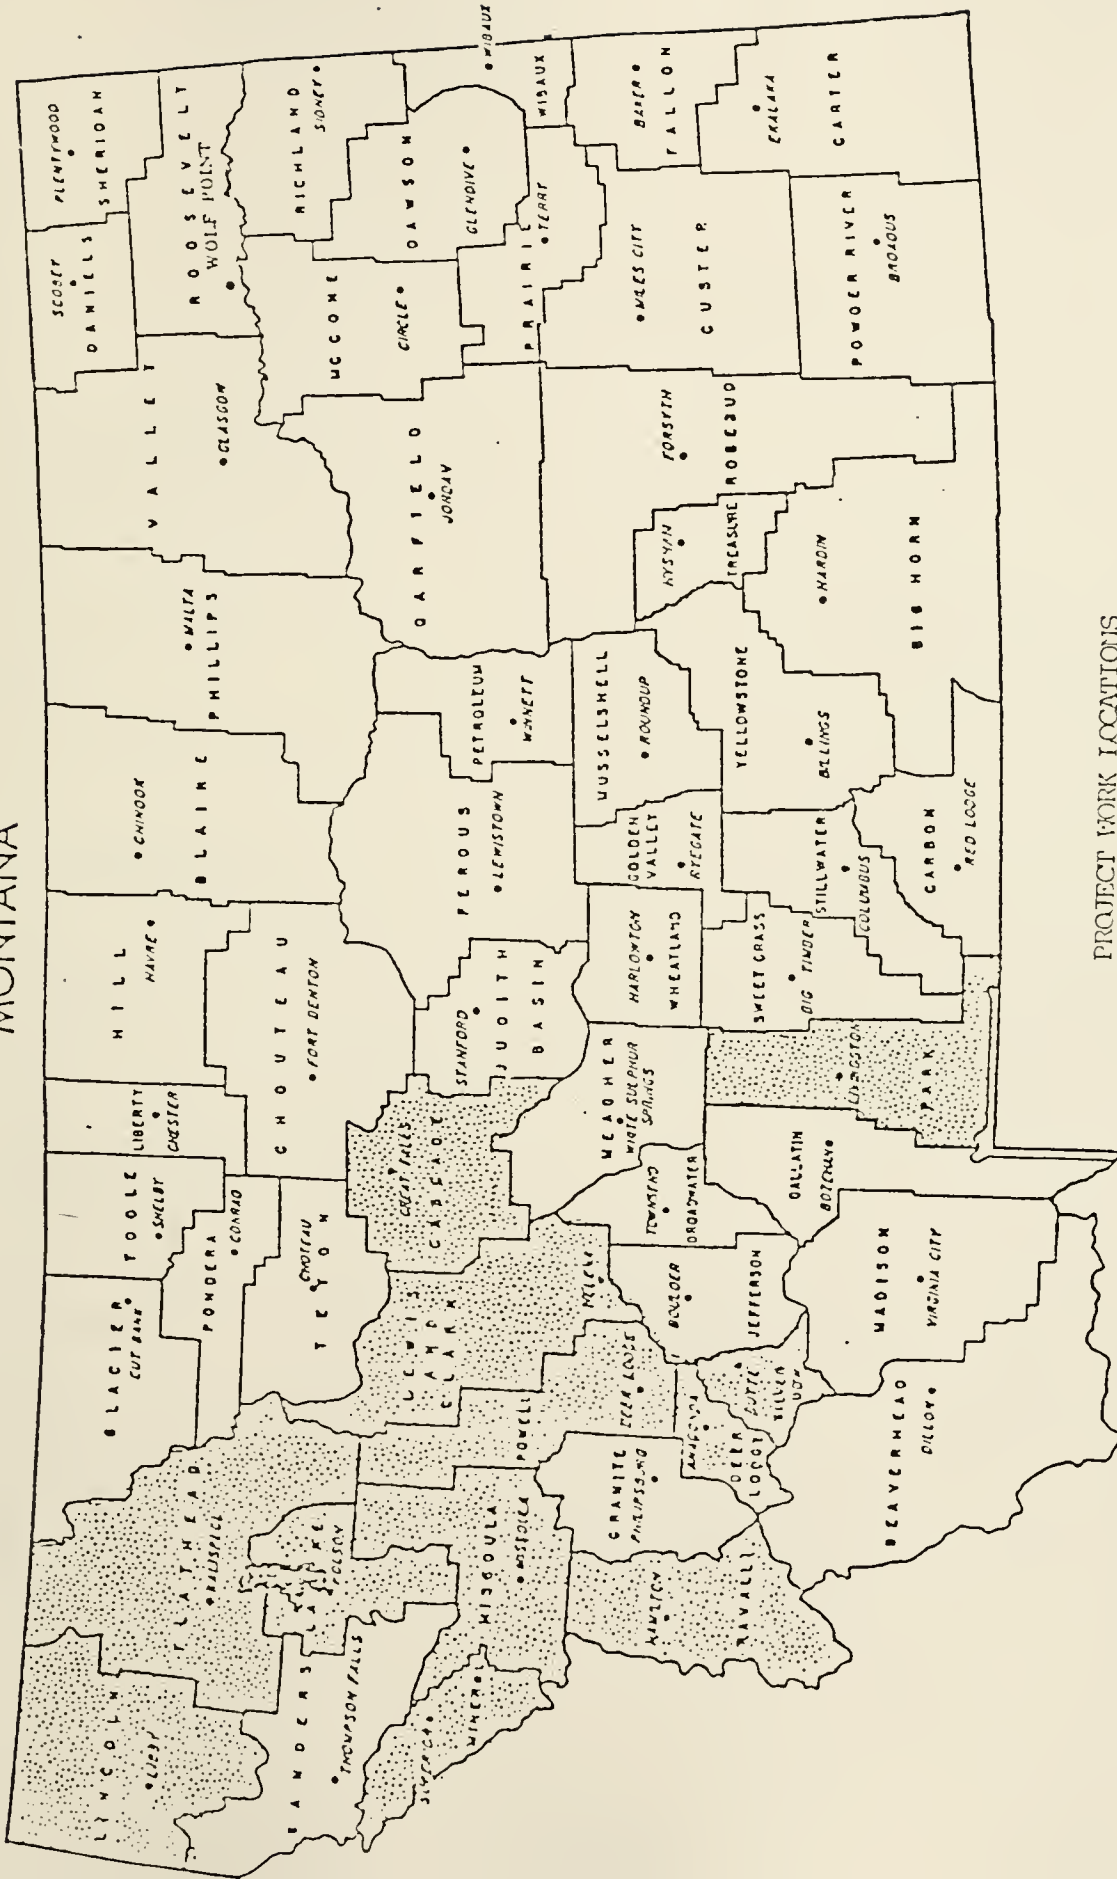 MONTANA
LINCOLN
LIBBY
FLATHEAD
KALISPELL
LAKE
POLSON
SANDERS
THOMPSON FALLS
MINERAL
SUPERIOR
MISSOULA
MISSOULA
RAVALLI
HAMILTON
GRANITE
PHILIPSBURG
POWELL
DEER LODGE
DEER
LODGE
ANACONDA
BUTTE
SILVER
BOW
GLACIER
CUT BANK
TOOLE
SHELBY
PONDERA
CONRAD
TETON
CHOTEAU
LEWIS
AND
CLARK
HELENA
LIBERTY
CHESTER
HILL
HAVRE
CHOUTEAU
FORT BENTON
CASCADE
GREAT FALLS
JUDITH
BASIN
STANFORD
MEAGHER
WHITE SULPHUR
SPRINGS
BROADWATER
TOWNSEND
JEFFERSON
BOULDER
MADISON
VIRGINIA CITY
BEAVERHEAD
DILLON
GALLATIN
BOZEMAN
PARK
LIVINGSTON
BLAINE
CHINOOK
PHILLIPS
MALTA
FERGUS
LEWISTOWN
PETROLEUM
WINNETT
WHEATLAND
HARLOWTON
GOLDEN
VALLEY
RYEGATE
MUSSELSHELL
ROUNDUP
SWEET GRASS
BIG TIMBER
STILLWATER
COLUMBUS
CARBON
RED LODGE
YELLOWSTONE
BILLINGS
BIG HORN
HARDIN
TREASURE
HYSHAM
ROSEBUD
FORSYTH
VALLEY
GLASGOW
GARFIELD
JORDAN
DANIELS
SCOBEY
SHERIDAN
PLENTYWOOD
ROOSEVELT
WOLF POINT
RICHLAND
SIDNEY
MCCONE
CIRCLE
DAWSON
GLENDIVE
WIBAUX
WIBAUX
PRAIRIE
TERRY
CUSTER
MILES CITY
FALLON
BAKER
CARTER
EKALAKA
POWDER RIVER
BROADUS
PROJECT WORK LOCATIONS